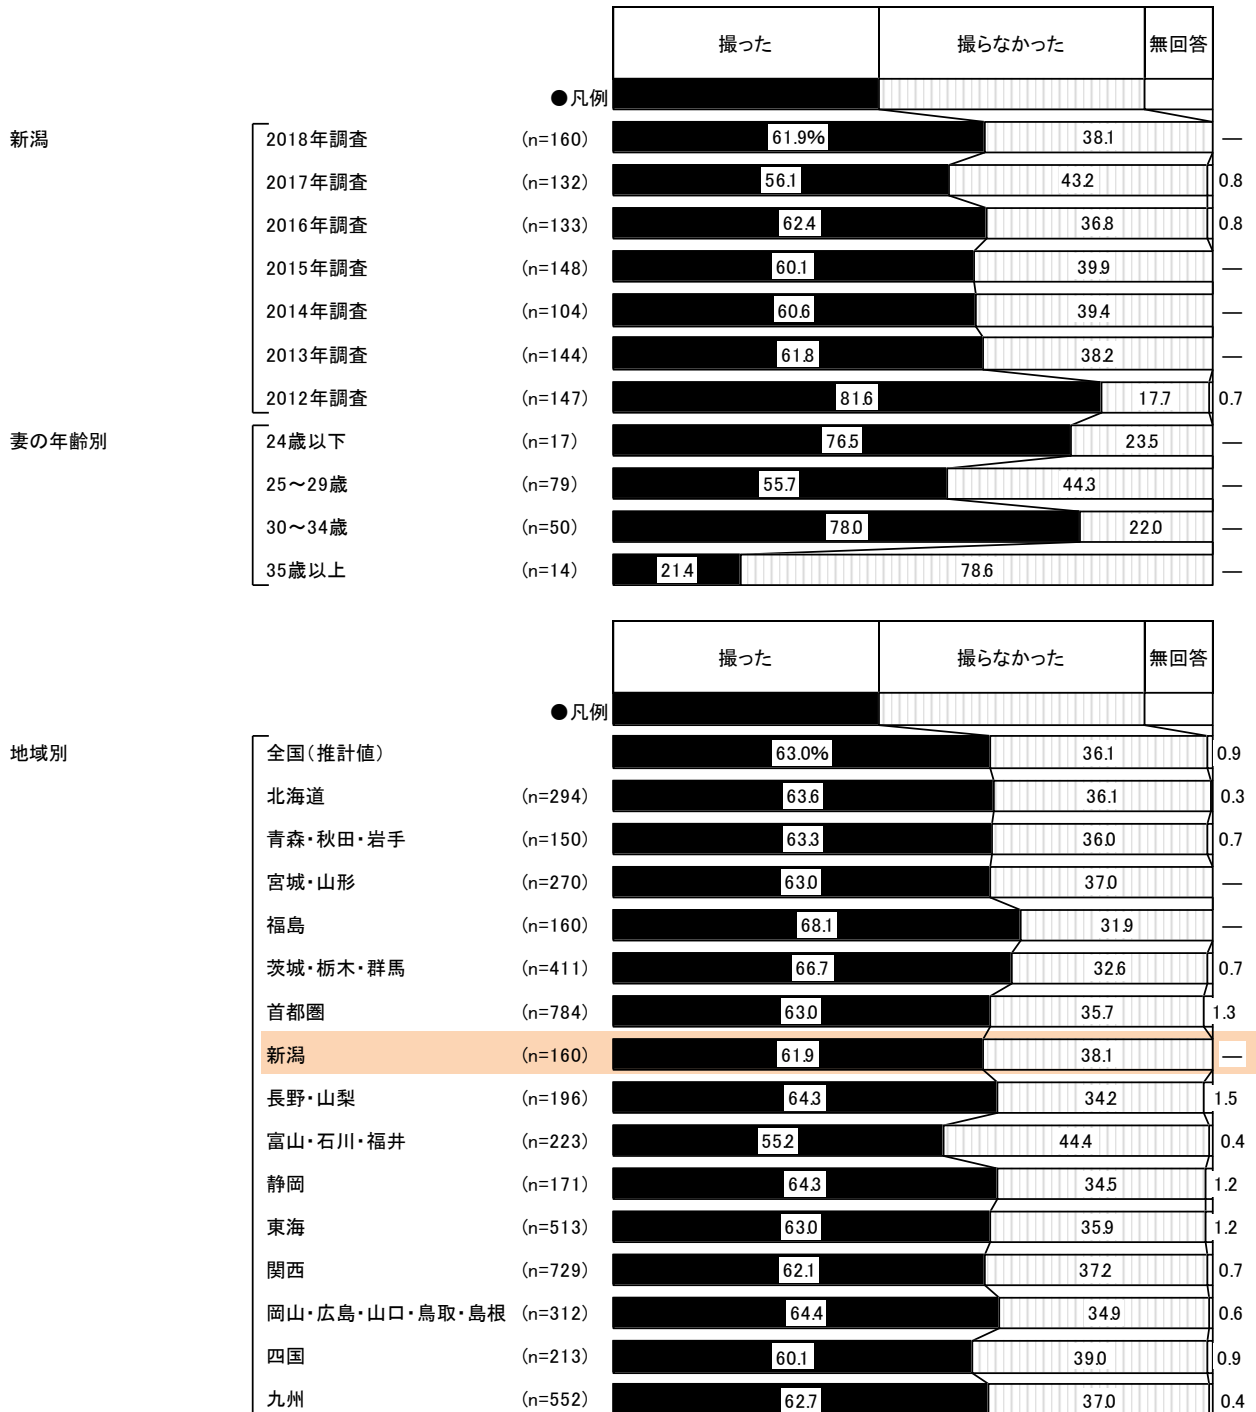 撮った 撮らなかった 無回答
●凡例
新潟 2018年調査 (n=160) 61.9% 38.1 —
2017年調査 (n=132) 56.1 43.2 0.8
2016年調査 (n=133) 62.4 36.8 0.8
2015年調査 (n=148) 60.1 39.9 —
2014年調査 (n=104) 60.6 39.4 —
2013年調査 (n=144) 61.8 38.2 —
2012年調査 (n=147) 81.6 17.7 0.7
妻の年齢別 24歳以下 (n=17) 76.5 23.5 —
25～29歳 (n=79) 55.7 44.3 —
30～34歳 (n=50) 78.0 22.0 —
35歳以上 (n=14) 21.4 78.6 —
撮った 撮らなかった 無回答
●凡例
地域別 全国(推計値) 63.0% 36.1 0.9
北海道 (n=294) 63.6 36.1 0.3
青森・秋田・岩手 (n=150) 63.3 36.0 0.7
宮城・山形 (n=270) 63.0 37.0 —
福島 (n=160) 68.1 31.9 —
茨城・栃木・群馬 (n=411) 66.7 32.6 0.7
首都圏 (n=784) 63.0 35.7 1.3
新潟 (n=160) 61.9 38.1 —
長野・山梨 (n=196) 64.3 34.2 1.5
富山・石川・福井 (n=223) 55.2 44.4 0.4
静岡 (n=171) 64.3 34.5 1.2
東海 (n=513) 63.0 35.9 1.2
関西 (n=729) 62.1 37.2 0.7
岡山・広島・山口・鳥取・島根 (n=312) 64.4 34.9 0.6
四国 (n=213) 60.1 39.0 0.9
九州 (n=552) 62.7 37.0 0.4